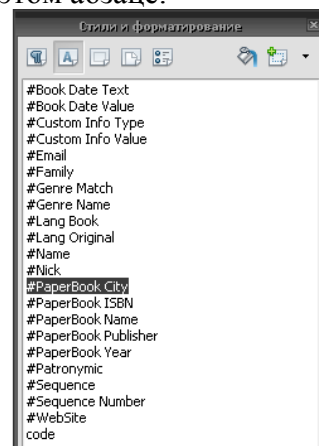 этом абзаце.
Стили и форматирование
#Book Date Text
#Book Date Value
#Custom Info Type
#Custom Info Value
#Email
#Family
#Genre Match
#Genre Name
#Lang Book
#Lang Original
#Name
#Nick
#PaperBook City
#PaperBook ISBN
#PaperBook Name
#PaperBook Publisher
#PaperBook Year
#Patronymic
#Sequence
#Sequence Number
#WebSite
code